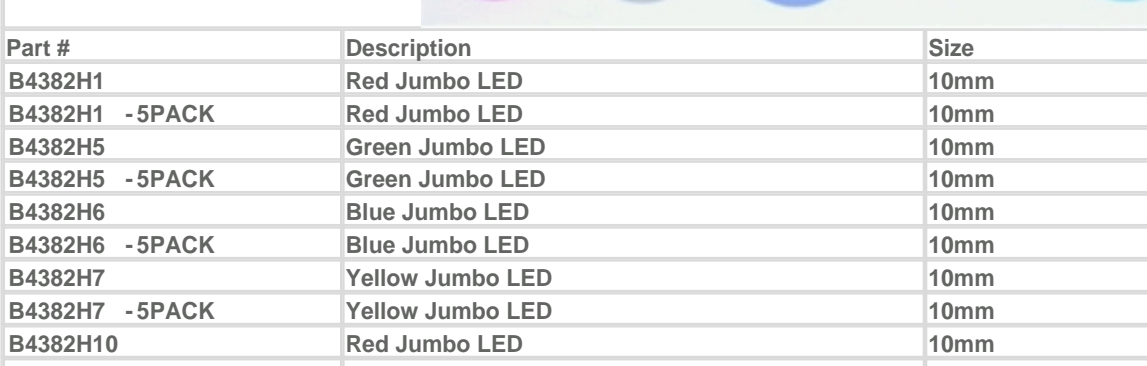 Part # Description Size
B4382H1 Red Jumbo LED 10mm
B4382H1 -5PACK Red Jumbo LED 10mm
B4382H5 Green Jumbo LED 10mm
B4382H5 -5PACK Green Jumbo LED 10mm
B4382H6 Blue Jumbo LED 10mm
B4382H6 -5PACK Blue Jumbo LED 10mm
B4382H7 Yellow Jumbo LED 10mm
B4382H7 -5PACK Yellow Jumbo LED 10mm
B4382H10 Red Jumbo LED 10mm